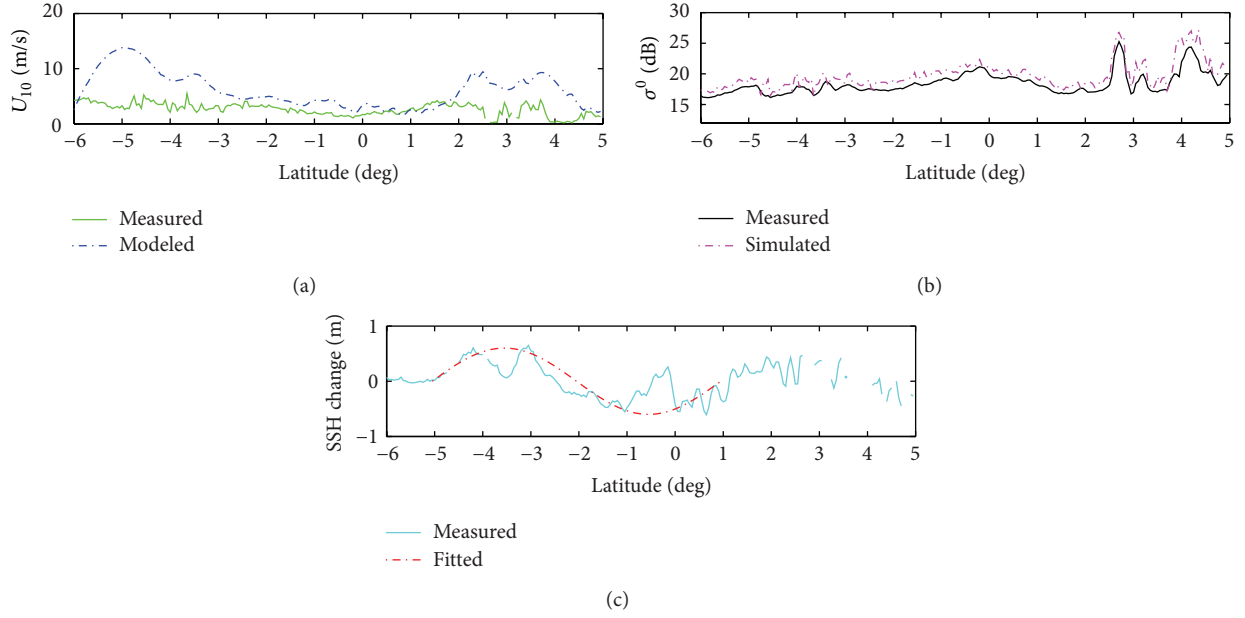 20
10
0
U10 (m/s)
−6 −5 −4 −3 −2 −1 0 1 2 3 4 5
Latitude (deg)
Measured
Modeled
(a)
30
25
20
15
σ0 (dB)
−6 −5 −4 −3 −2 −1 0 1 2 3 4 5
Latitude (deg)
Measured
Simulated
(b)
1
0
−1
SSH change (m)
−6 −5 −4 −3 −2 −1 0 1 2 3 4 5
Latitude (deg)
Measured
Fitted
(c)